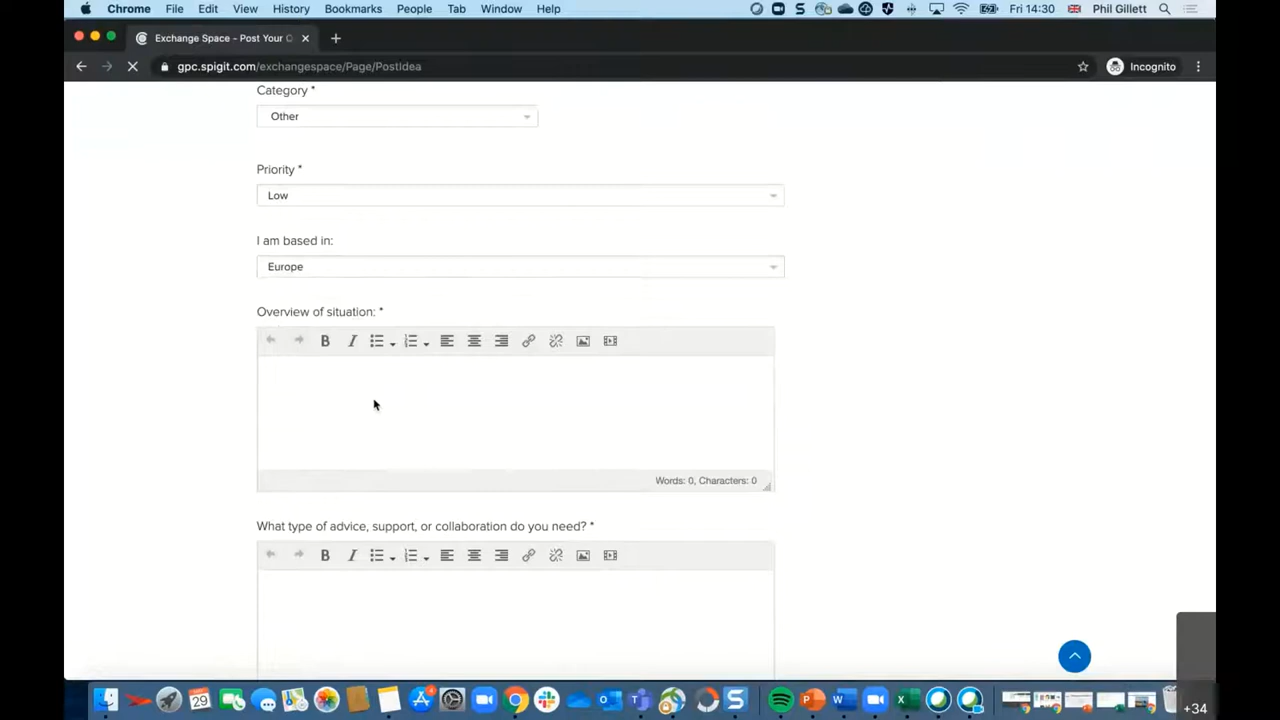 Chrome File Edit View History Bookmarks People Tab Window Help Fri 14:30 Phil Gillett
Exchange Space - Post Your C
gpc.spigit.com/exchangespace/Page/PostIdea Incognito
Category *
Other
Priority *
Low
I am based in:
Europe
Overview of situation: *
B I
Words: 0, Characters: 0
What type of advice, support, or collaboration do you need? *
B I
29
+34